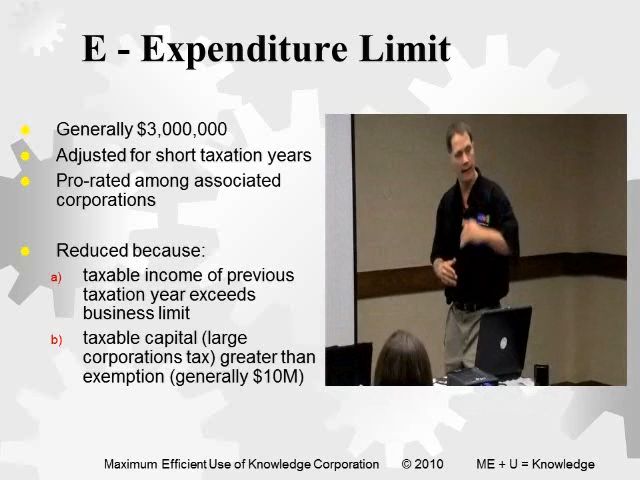 E - Expenditure Limit
Generally $3,000,000
Adjusted for short taxation years
Pro-rated among associated
corporations
Reduced because:
a) taxable income of previous
taxation year exceeds
business limit
b) taxable capital (large
corporations tax) greater than
exemption (generally $10M)
Maximum Efficient Use of Knowledge Corporation © 2010 ME + U = Knowledge